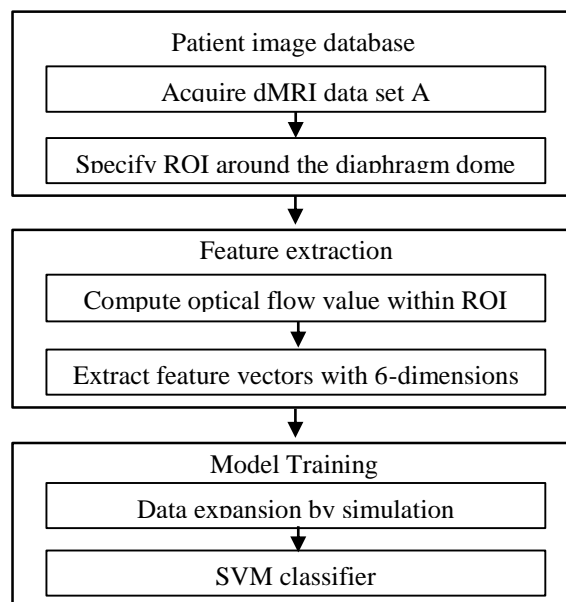 Patient image database
Acquire dMRI data set A
Specify ROI around the diaphragm dome
Feature extraction
Compute optical flow value within ROI
Extract feature vectors with 6-dimensions
Model Training
Data expansion by simulation
SVM classifier